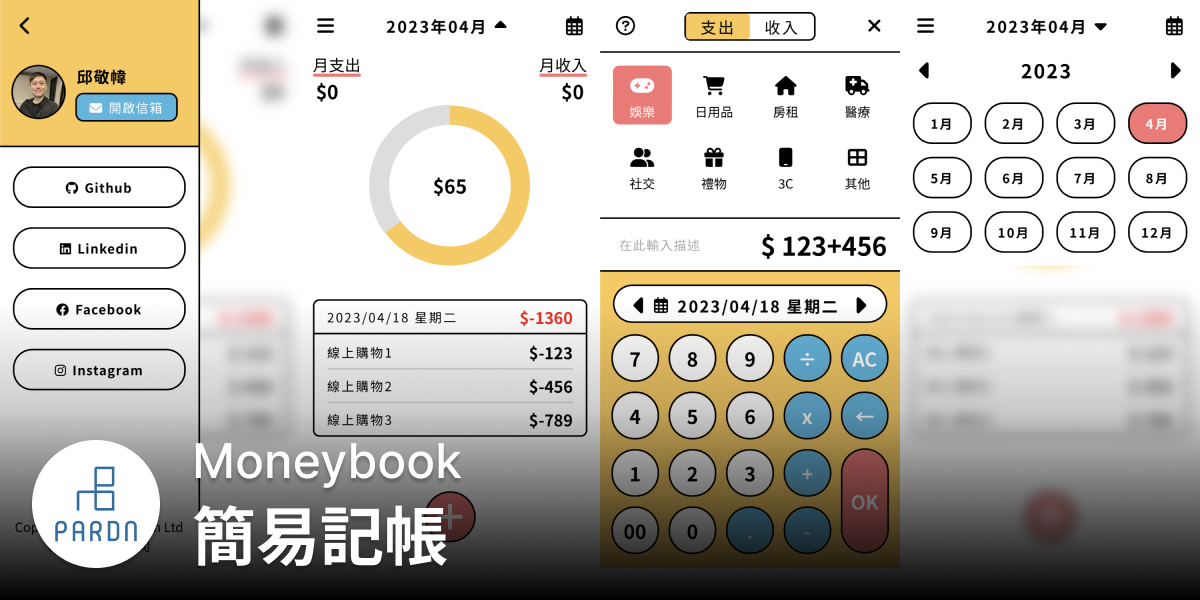 邱敬幃
開啟信箱
Github
Linkedin
Facebook
Instagram
2023年04月
月支出
月收入
$0
$0
$65
2023/04/18 星期二
$-1360
線上購物1
$-123
線上購物2
$-456
線上購物3
$-789
支出
收入
娛樂
日用品
房租
醫療
社交
禮物
3C
其他
在此輸入描述
$ 123+456
2023/04/18 星期二
7 8 9 ÷ AC
4 5 6 x ←
1 2 3 +
OK
00 0 . -
2023年04月
2023
1月 2月 3月 4月
5月 6月 7月 8月
9月 10月 11月 12月
PARDN
Moneybook
簡易記帳
Ltd